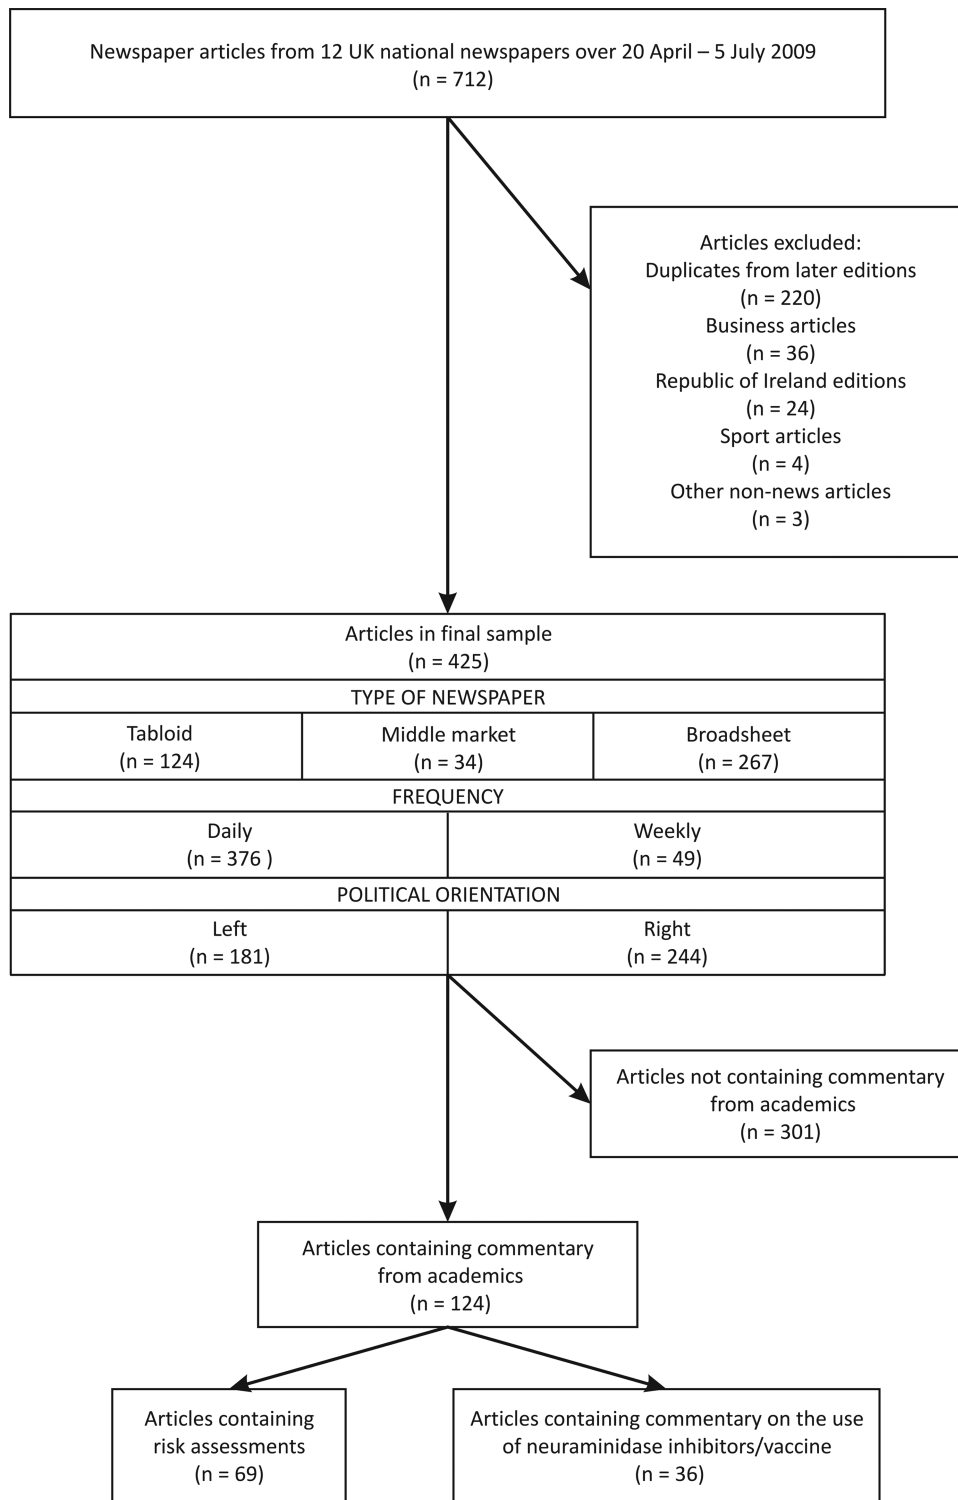 Newspaper articles from 12 UK national newspapers over 20 April – 5 July 2009
(n = 712)
Articles excluded:
Duplicates from later editions
(n = 220)
Business articles
(n = 36)
Republic of Ireland editions
(n = 24)
Sport articles
(n = 4)
Other non-news articles
(n = 3)
Articles in final sample
(n = 425)
TYPE OF NEWSPAPER
Tabloid
(n = 124)
Middle market
(n = 34)
Broadsheet
(n = 267)
FREQUENCY
Daily
(n = 376 )
Weekly
(n = 49)
POLITICAL ORIENTATION
Left
(n = 181)
Right
(n = 244)
Articles not containing commentary
from academics
(n = 301)
Articles containing commentary
from academics
(n = 124)
Articles containing
risk assessments
(n = 69)
Articles containing commentary on the use
of neuraminidase inhibitors/vaccine
(n = 36)